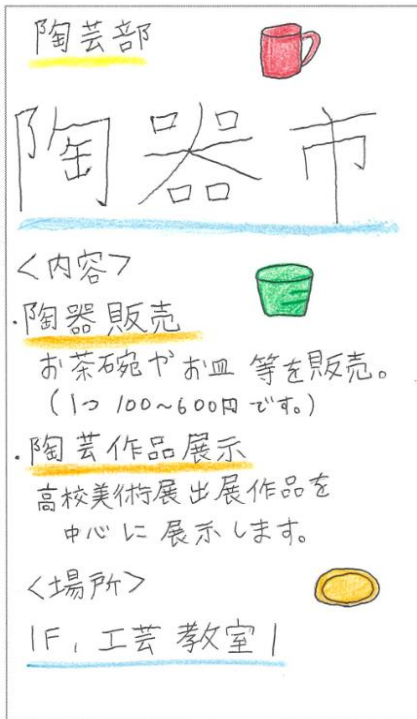 陶芸部
陶器市
<内容>
・陶器販売
お茶碗やお皿等を販売。
(1つ100~600円です。)
・陶芸作品展示
高校美術展出展作品を
中心に展示します。
<場所>
1F,工芸教室1